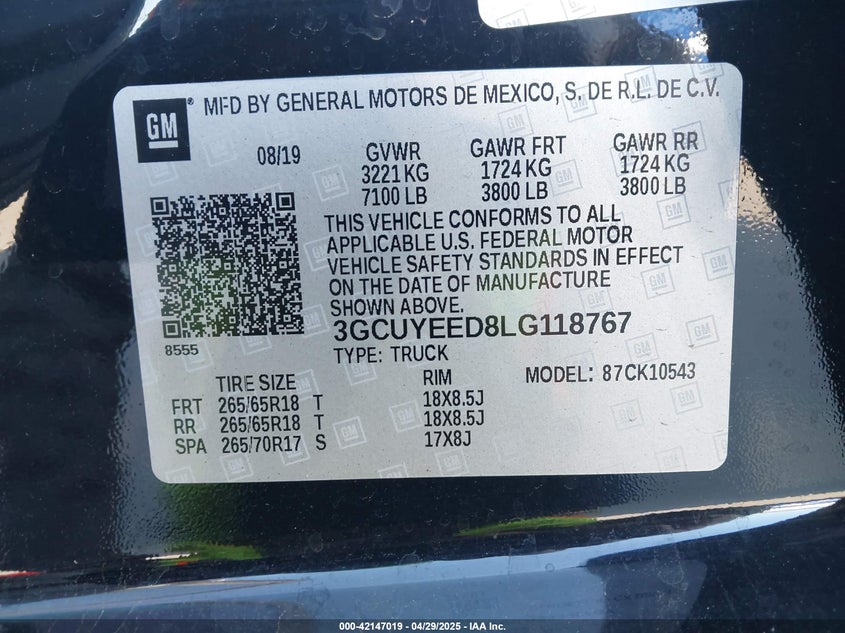 GM
® MFD BY GENERAL MOTORS DE MEXICO, S. DE R.L. DE C.V.
08/19 GVWR GAWR FRT GAWR RR
3221 KG 1724 KG 1724 KG
7100 LB 3800 LB 3800 LB
THIS VEHICLE CONFORMS TO ALL
APPLICABLE U.S. FEDERAL MOTOR
VEHICLE SAFETY STANDARDS IN EFFECT
ON THE DATE OF MANUFACTURE
SHOWN ABOVE.
3GCUYEED8LG118767
8555
TYPE: TRUCK
MODEL: 87CK10543
TIRE SIZE RIM
FRT 265/65R18 T 18X8.5J
RR 265/65R18 T 18X8.5J
SPA 265/70R17 S 17X8J
000-42147019 - 04/29/2025 - IAA Inc.